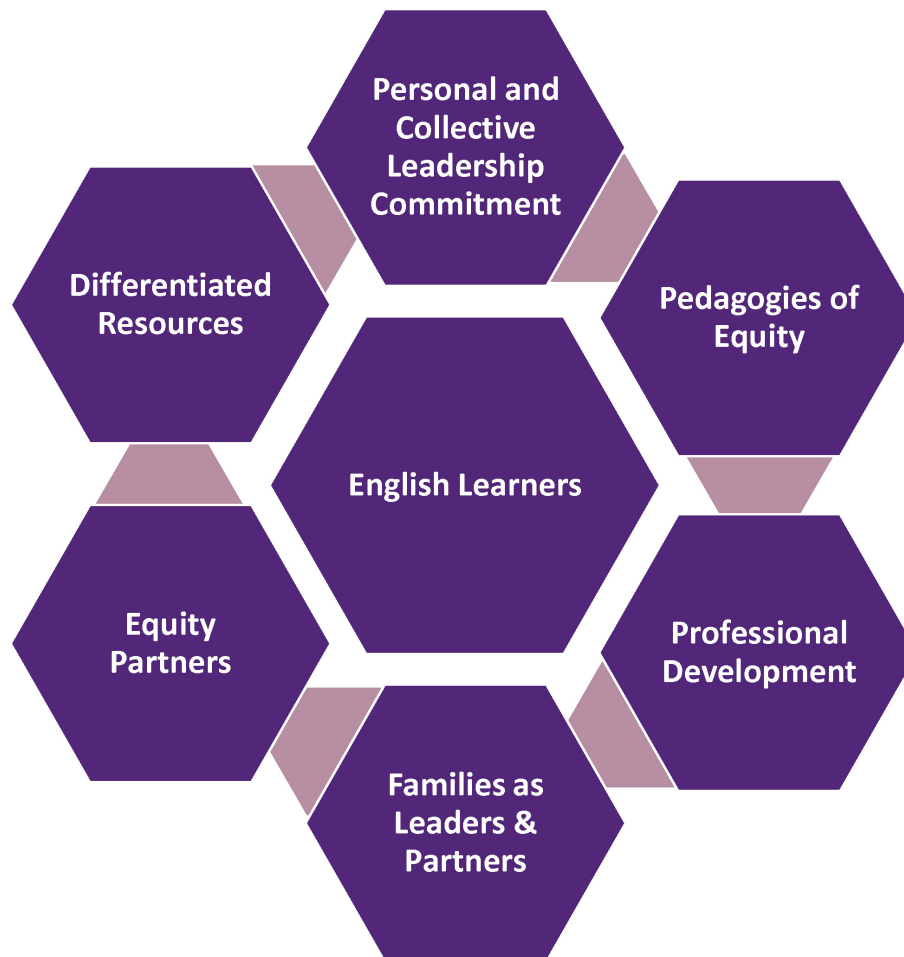 Personal and
Collective
Leadership
Commitment
Differentiated
Resources
Pedagogies of
Equity
English Learners
Equity
Partners
Professional
Development
Families as
Leaders &
Partners